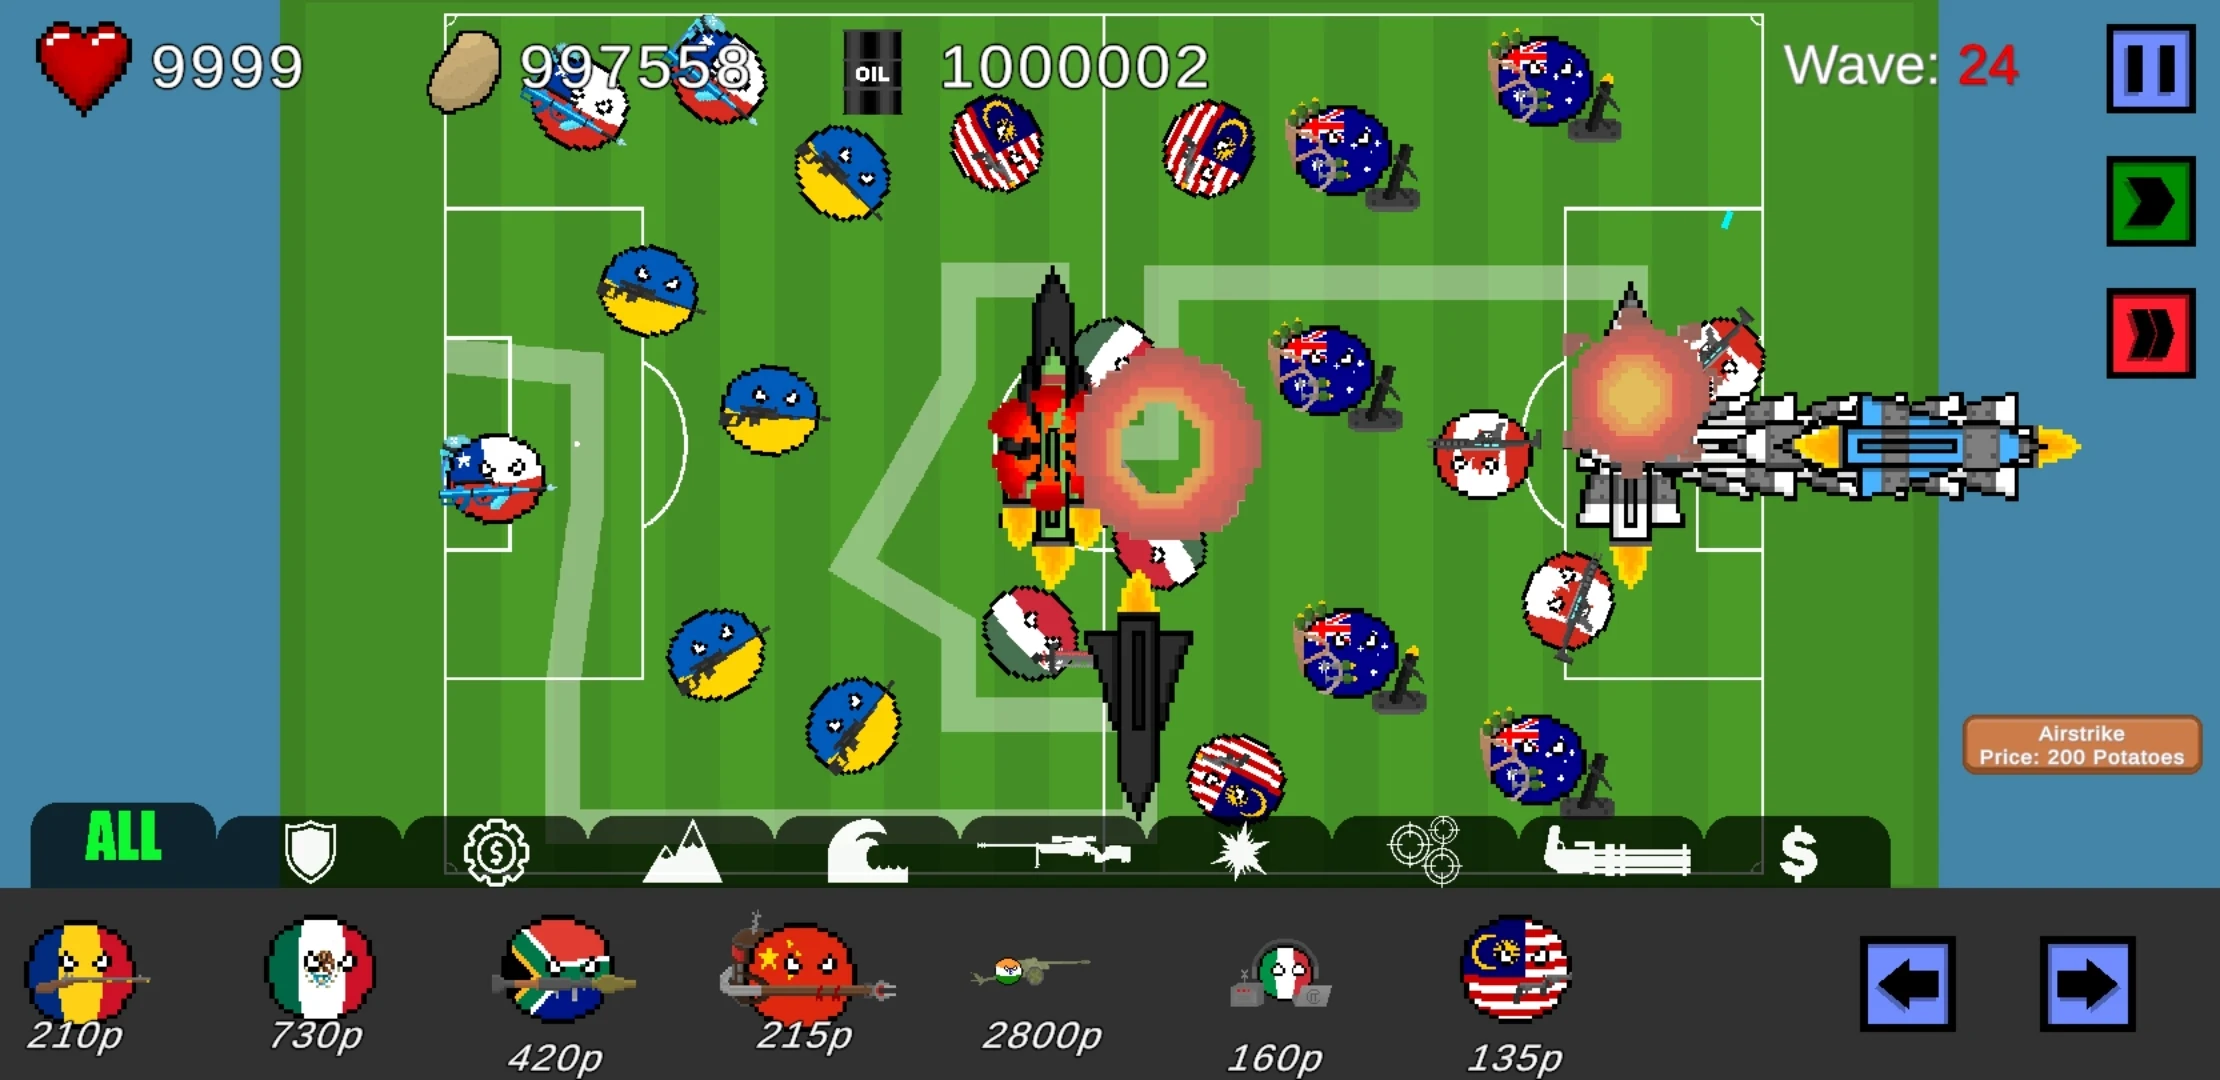 9999
997558
OIL
1000002
Wave: 24
Airstrike
Price: 200 Potatoes
ALL
$
210p
730p
420p
215p
2800p
160p
135p